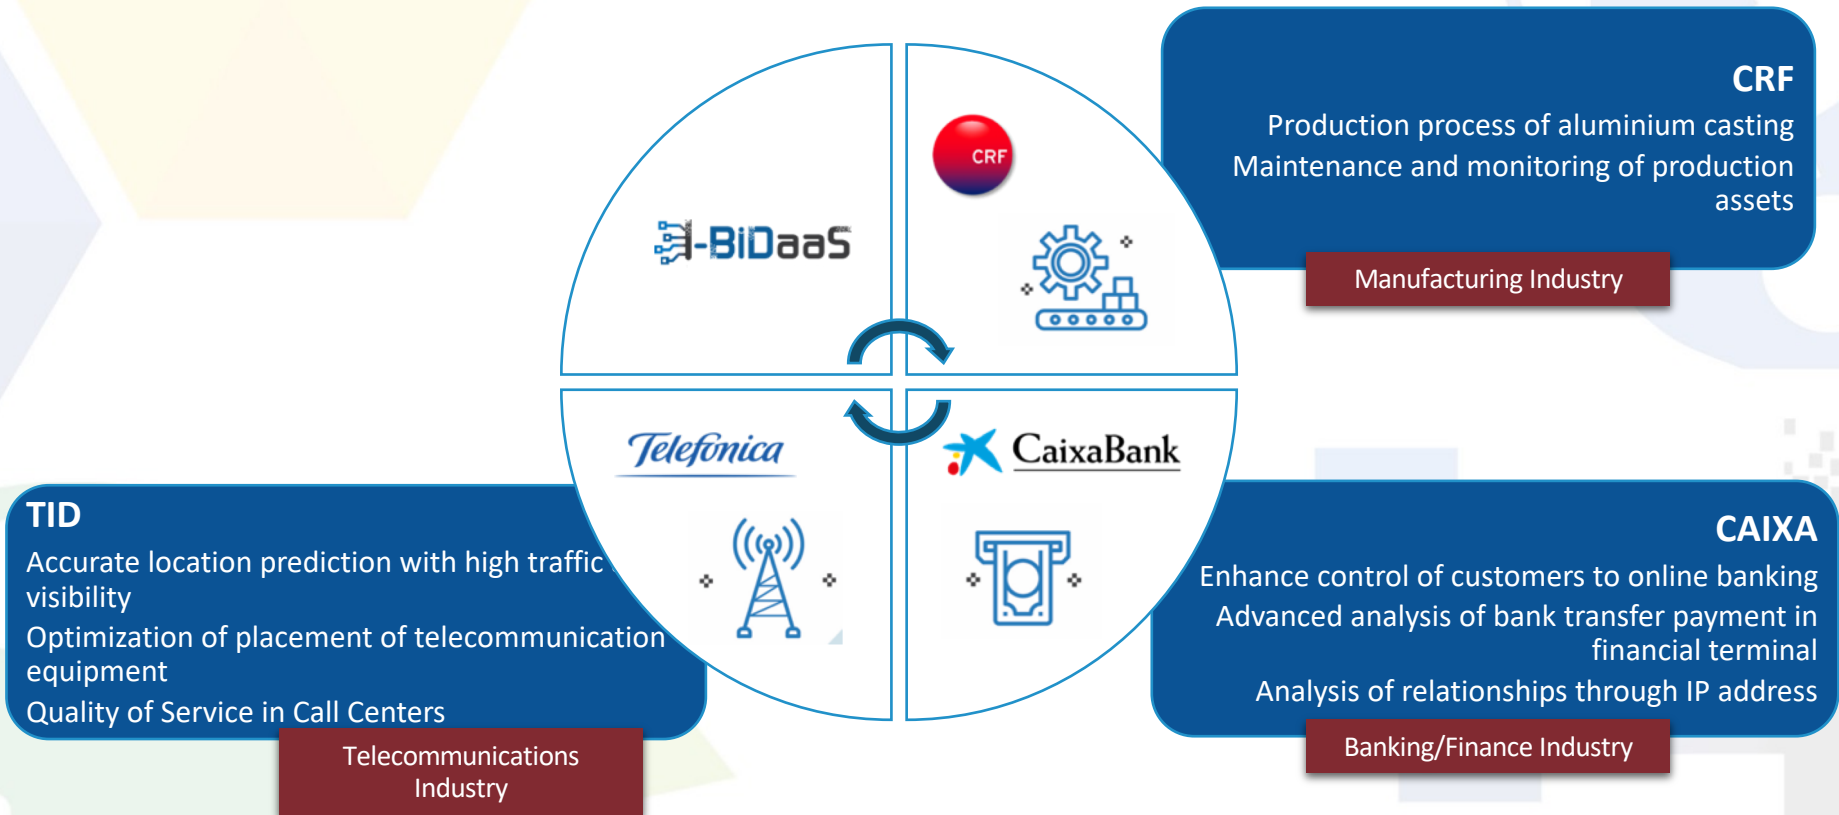 I-BiDaaS
CRF
CRF
Production process of aluminium casting
Maintenance and monitoring of production
assets
Manufacturing Industry
Telefónica
CaixaBank
TID
Accurate location prediction with high traffic
visibility
Optimization of placement of telecommunication
equipment
Quality of Service in Call Centers
Telecommunications
Industry
CAIXA
Enhance control of customers to online banking
Advanced analysis of bank transfer payment in
financial terminal
Analysis of relationships through IP address
Banking/Finance Industry